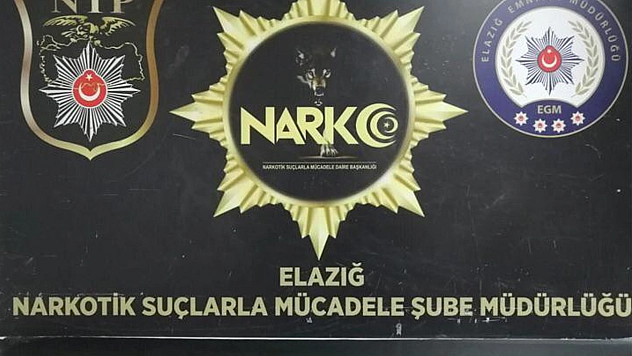 NTP
NARKO
NARKOTİK SUÇLARLA MÜCADELE DAİRE BAŞKANLIĞI
ELAZIĞ EMNİYET MÜDÜRLÜĞÜ
EGM
ELAZIĞ
NARKOTİK SUÇLARLA MÜCADELE ŞUBE MÜDÜRLÜĞÜ